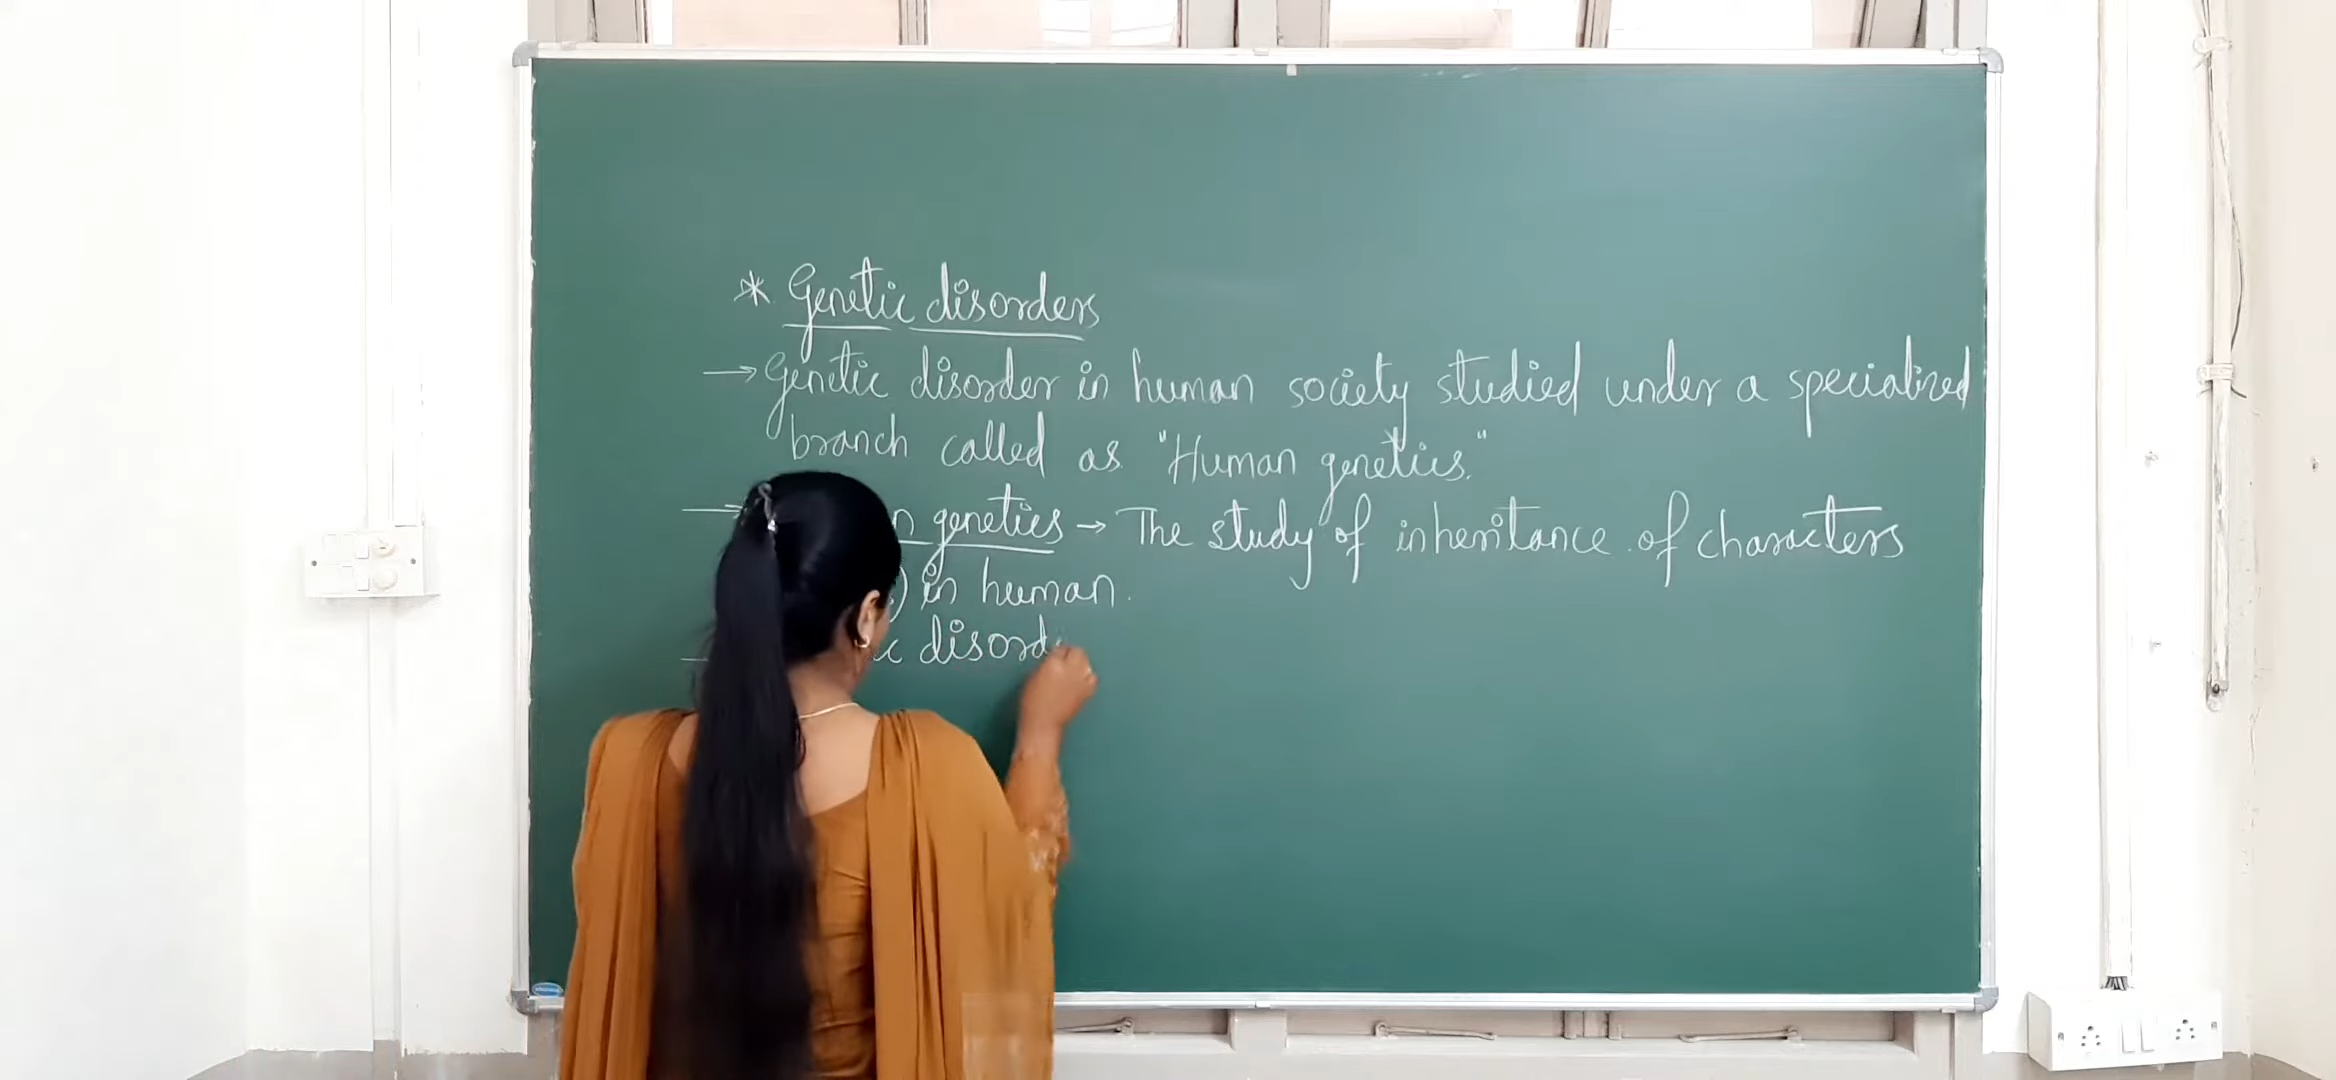 * Genetic disorders
→ Genetic disorder in human society studied under a specialized
branch called as "Human genetics."
→ n genetics → The study of inheritance of characters
) in human.
c disord